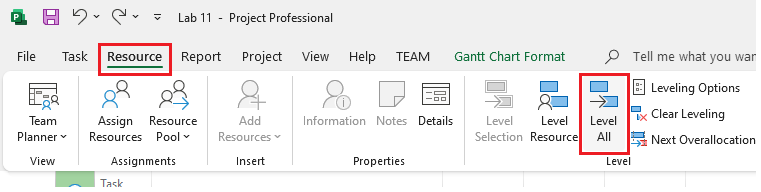 Lab 11 - Project Professional
File Task Resource Report Project View Help TEAM Gantt Chart Format Tell me what you want
Team Planner
Assign Resources
Resource Pool
Add Resources
Information
Notes
Details
Level Selection
Level Resource
Level All
Leveling Options
Clear Leveling
Next Overallocation
View Assignments Insert Properties Level
Task